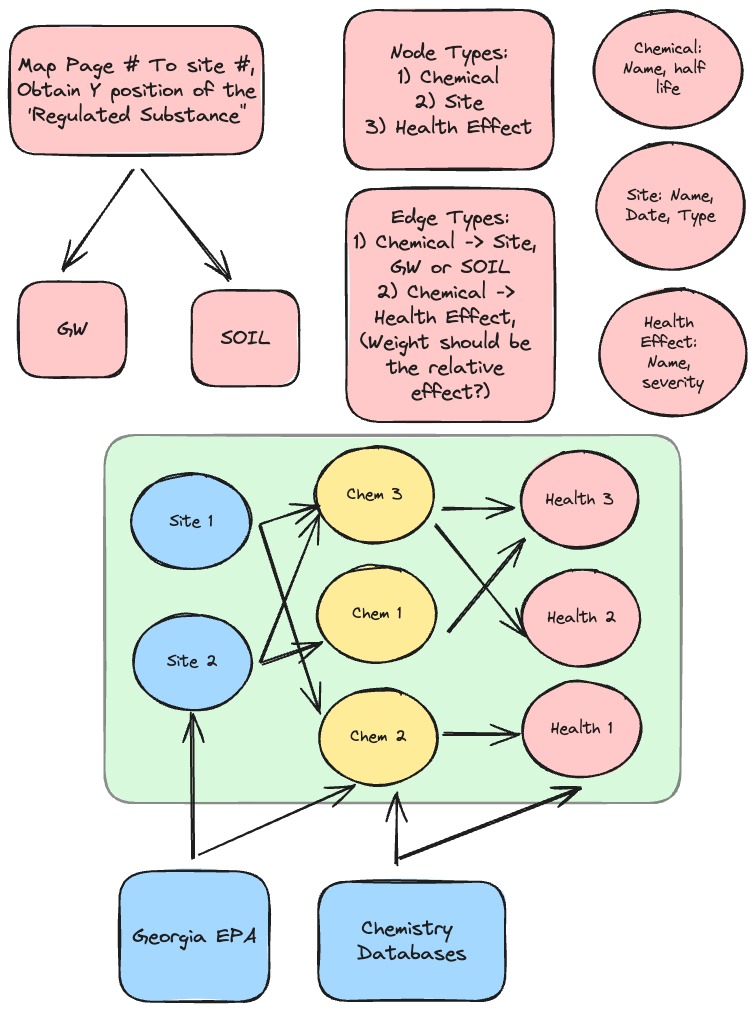 Map Page # To site #,
Obtain Y position of the
'Regulated Substance"
GW
SOIL
Node Types:
1) Chemical
2) Site
3) Health Effect
Edge Types:
1) Chemical -> Site,
GW or SOIL
2) Chemical ->
Health Effect,
(Weight should be
the relative
effect?)
Chemical:
Name, half
life
Site: Name,
Date, Type
Health
Effect:
Name,
severity
Site 1
Site 2
Chem 3
Chem 1
Chem 2
Health 3
Health 2
Health 1
Georgia EPA
Chemistry
Databases